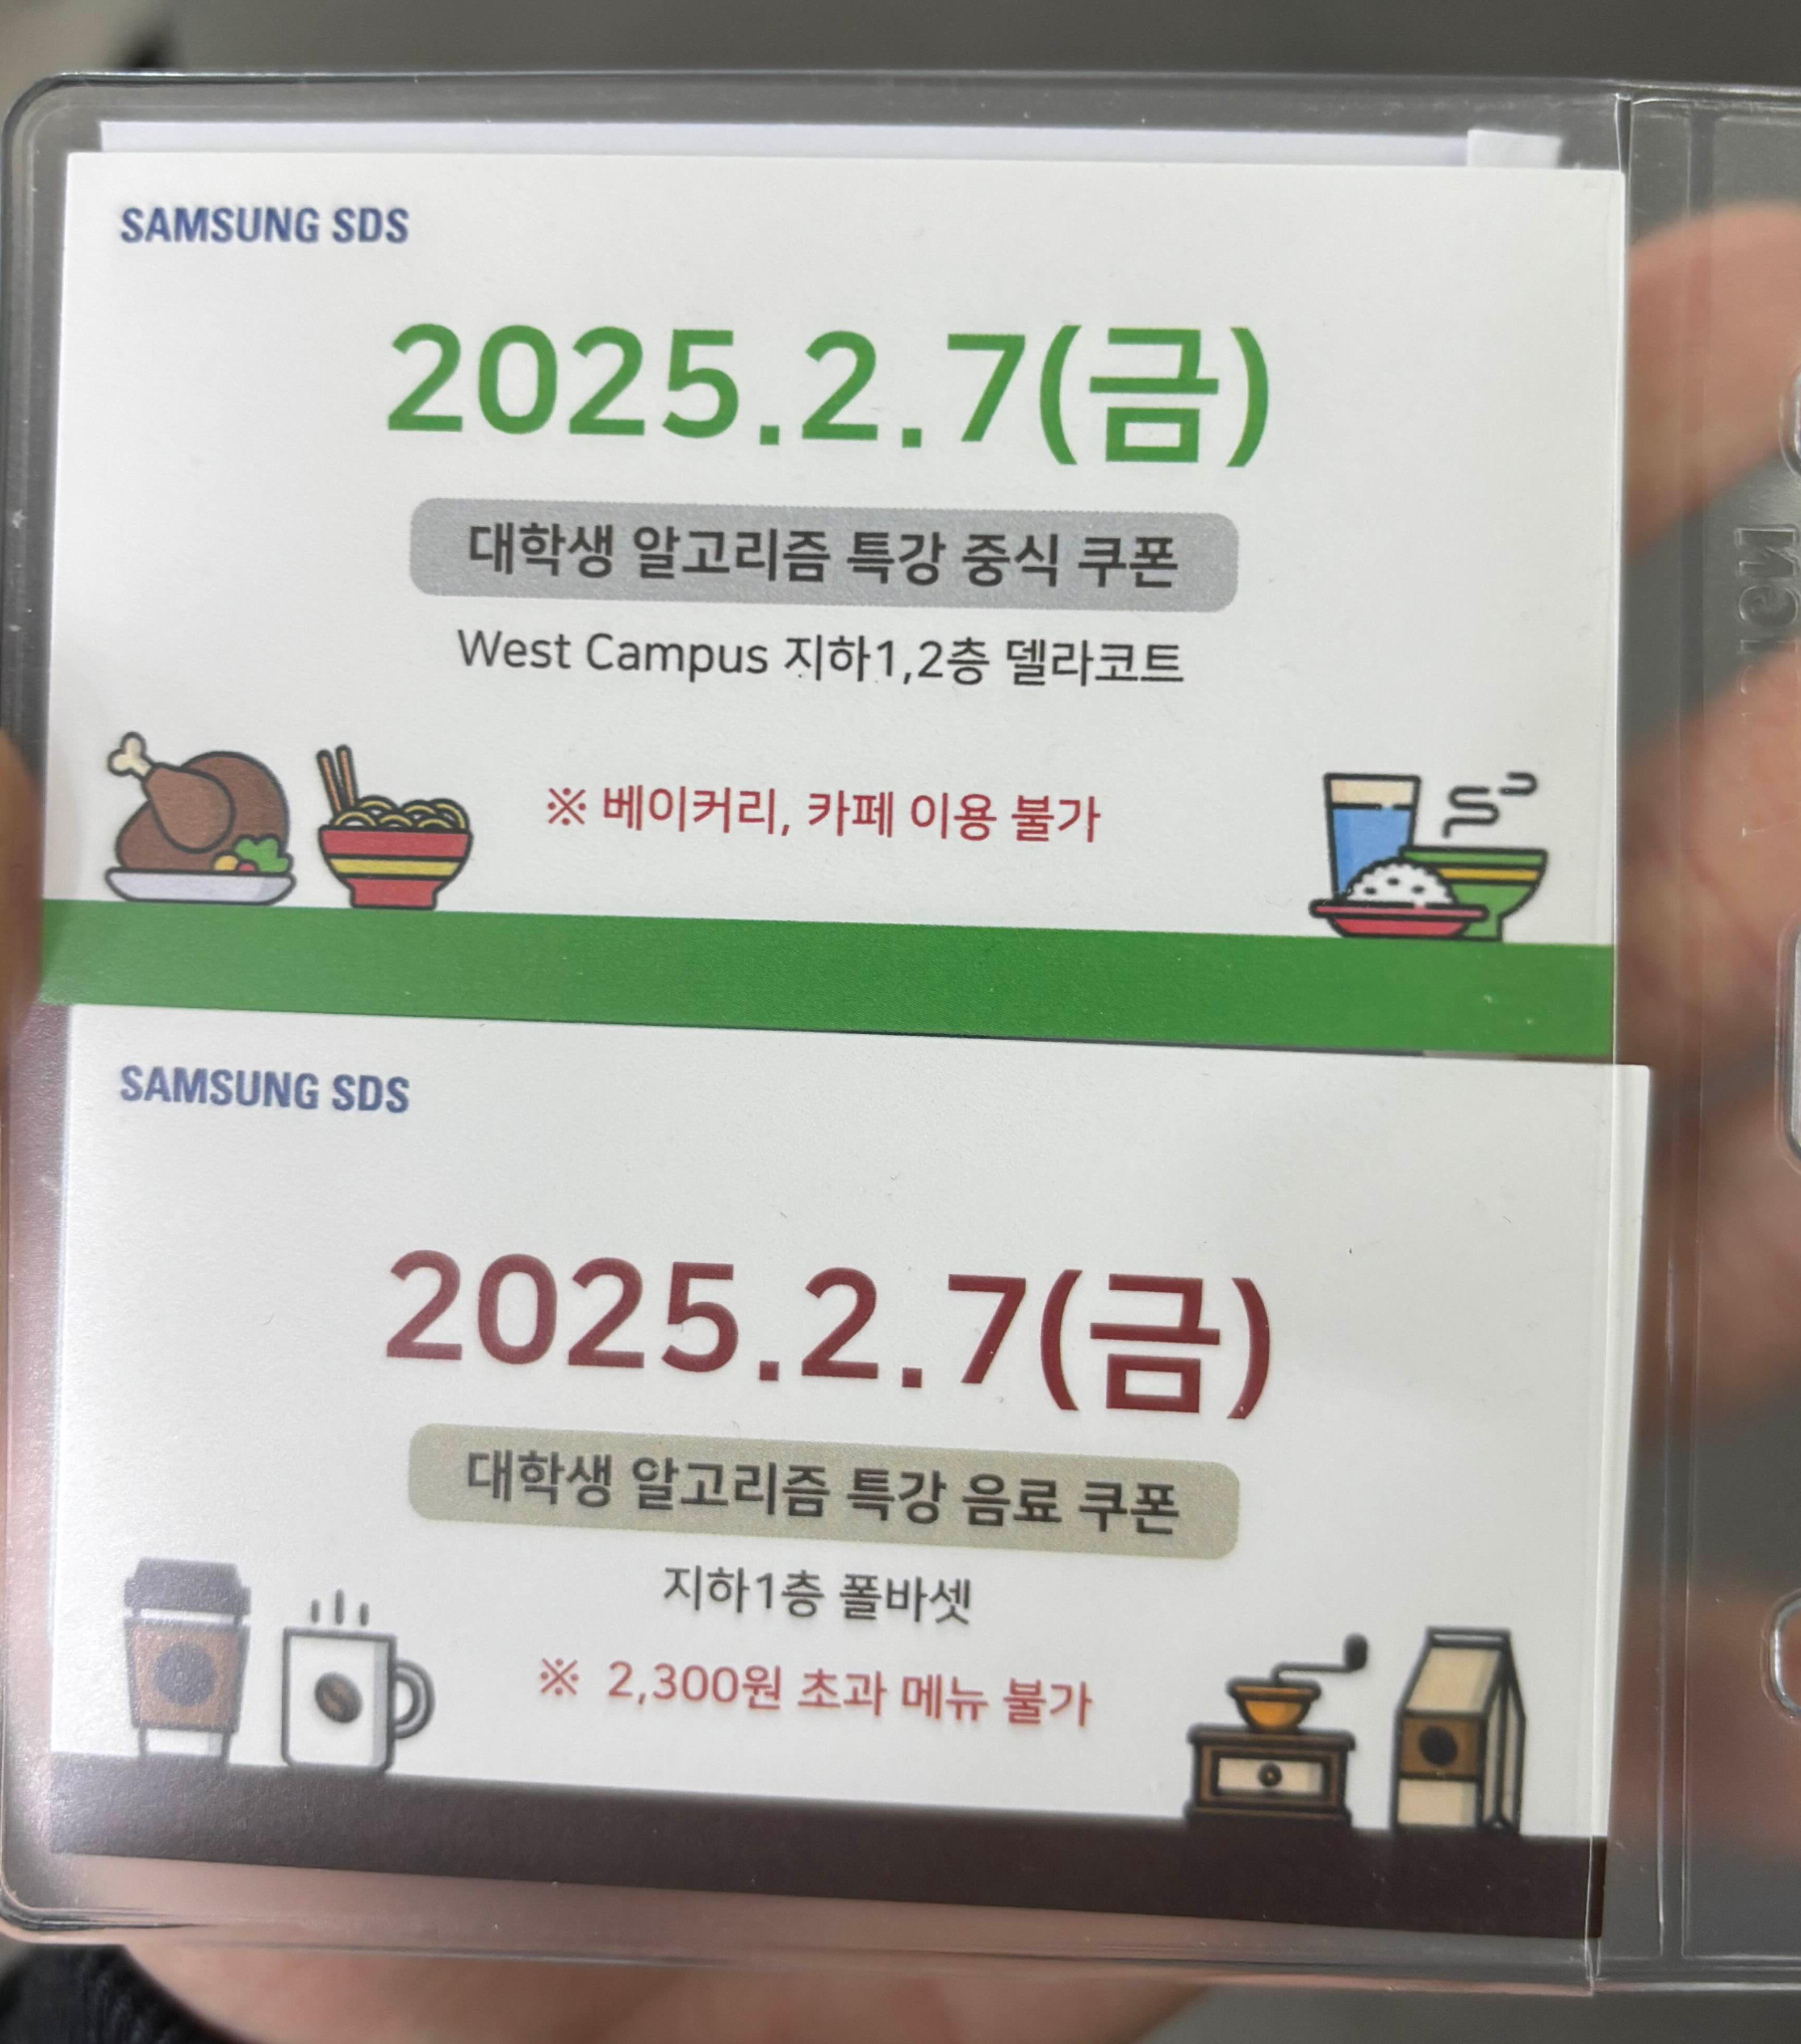 SAMSUNG SDS
2025.2.7(금)
대학생 알고리즘 특강 중식 쿠폰
West Campus 지하1,2층 델라코트
※ 베이커리, 카페 이용 불가
SAMSUNG SDS
2025.2.7(금)
대학생 알고리즘 특강 음료 쿠폰
지하1층 폴바셋
※ 2,300원 초과 메뉴 불가